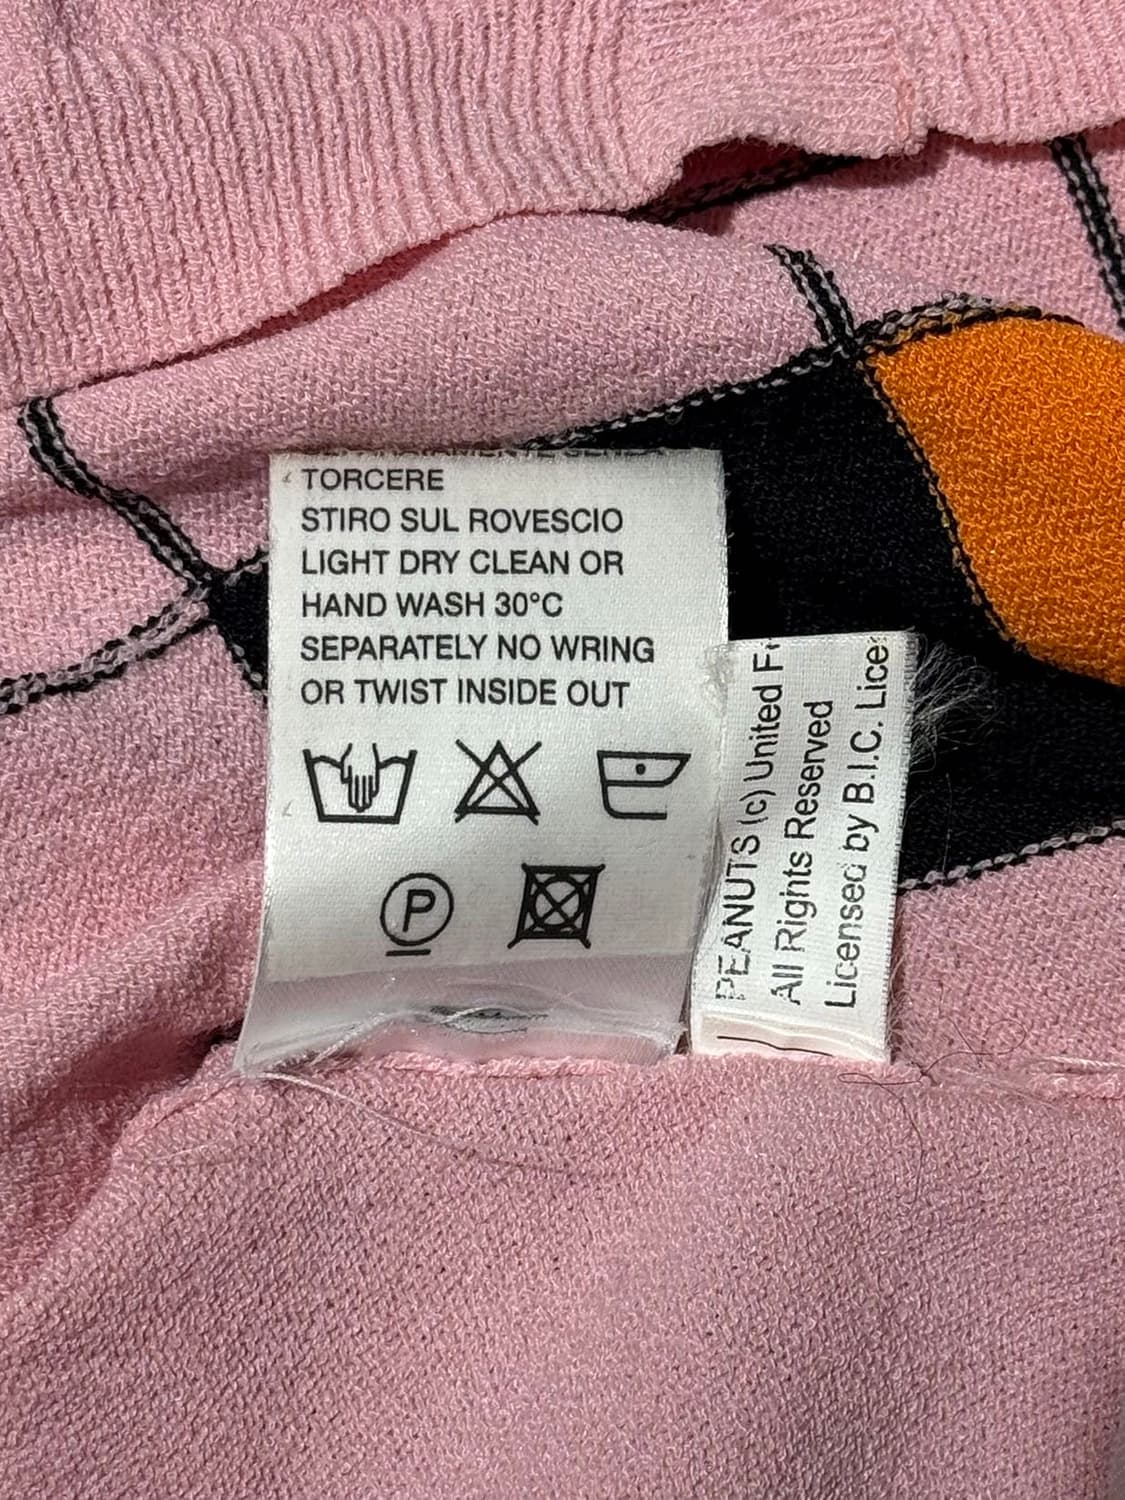 TORCERE
STIRO SUL ROVESCIO
LIGHT DRY CLEAN OR
HAND WASH 30°C
SEPARATELY NO WRING
OR TWIST INSIDE OUT
P
PEANUTS (c) United
All Rights Reserved
Licensed by B.I.C.